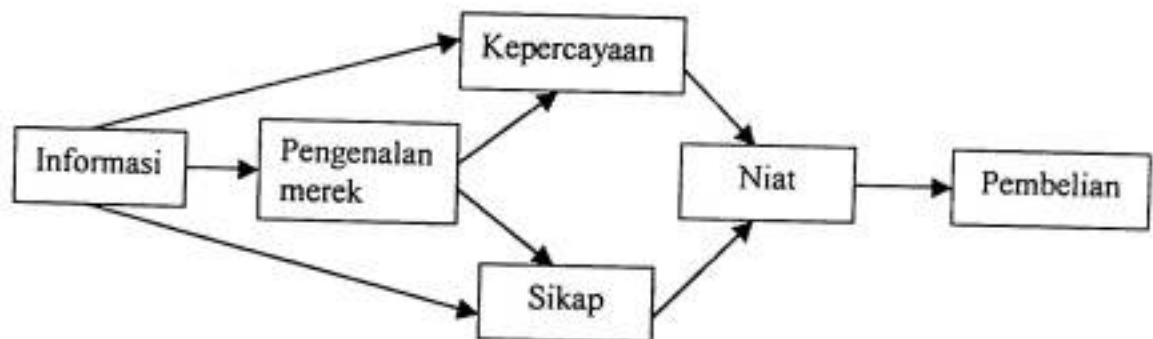 Kepercayaan
Informasi
Pengenalan
merek
Niat
Pembelian
Sikap